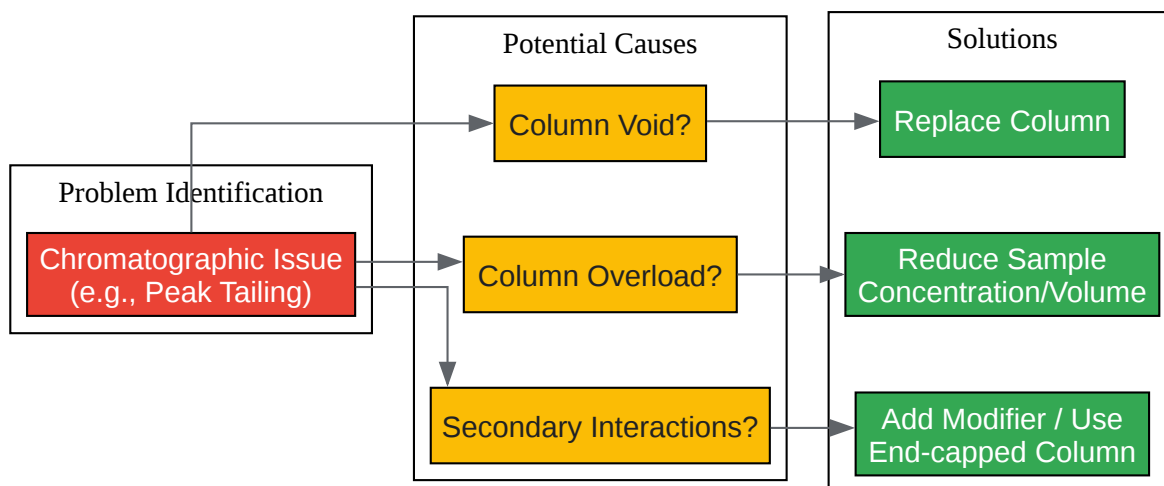 Problem Identification
Chromatographic Issue
(e.g., Peak Tailing)
Potential Causes
Column Void?
Column Overload?
Secondary Interactions?
Solutions
Replace Column
Reduce Sample
Concentration/Volume
Add Modifier / Use
End-capped Column